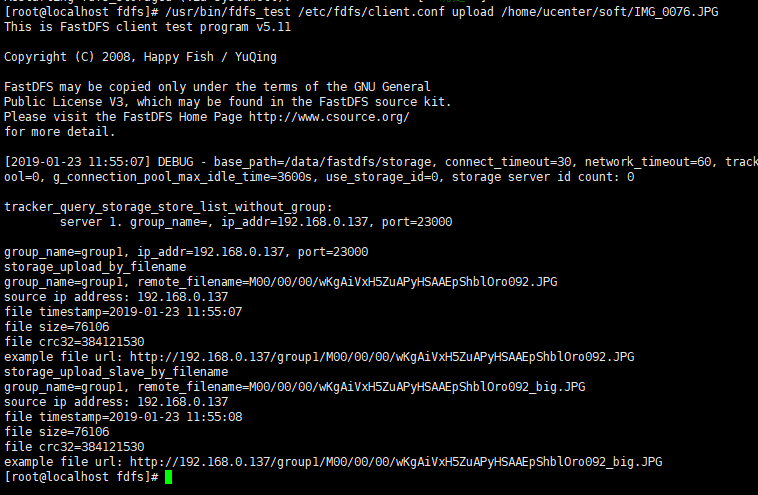 [root@localhost fdfs]# /usr/bin/fdfs_test /etc/fdfs/client.conf upload /home/ucenter/soft/IMG_0076.JPG
This is FastDFS client test program v5.11
Copyright (C) 2008, Happy Fish / YuQing
FastDFS may be copied only under the terms of the GNU General
Public License V3, which may be found in the FastDFS source kit.
Please visit the FastDFS Home Page http://www.csource.org/
for more detail.
[2019-01-23 11:55:07] DEBUG - base_path=/data/fastdfs/storage, connect_timeout=30, network_timeout=60, track
ool=0, g_connection_pool_max_idle_time=3600s, use_storage_id=0, storage server id count: 0
tracker_query_storage_store_list_without_group:
server 1. group_name=, ip_addr=192.168.0.137, port=23000
group_name=group1, ip_addr=192.168.0.137, port=23000
storage_upload_by_filename
group_name=group1, remote_filename=M00/00/00/wKgAiVxH5ZuAPyHSAAEpShblOro092.JPG
source ip address: 192.168.0.137
file timestamp=2019-01-23 11:55:07
file size=76106
file crc32=384121530
example file url: http://192.168.0.137/group1/M00/00/00/wKgAiVxH5ZuAPyHSAAEpShblOro092.JPG
storage_upload_slave_by_filename
group_name=group1, remote_filename=M00/00/00/wKgAiVxH5ZuAPyHSAAEpShblOro092_big.JPG
source ip address: 192.168.0.137
file timestamp=2019-01-23 11:55:08
file size=76106
file crc32=384121530
example file url: http://192.168.0.137/group1/M00/00/00/wKgAiVxH5ZuAPyHSAAEpShblOro092_big.JPG
[root@localhost fdfs]#